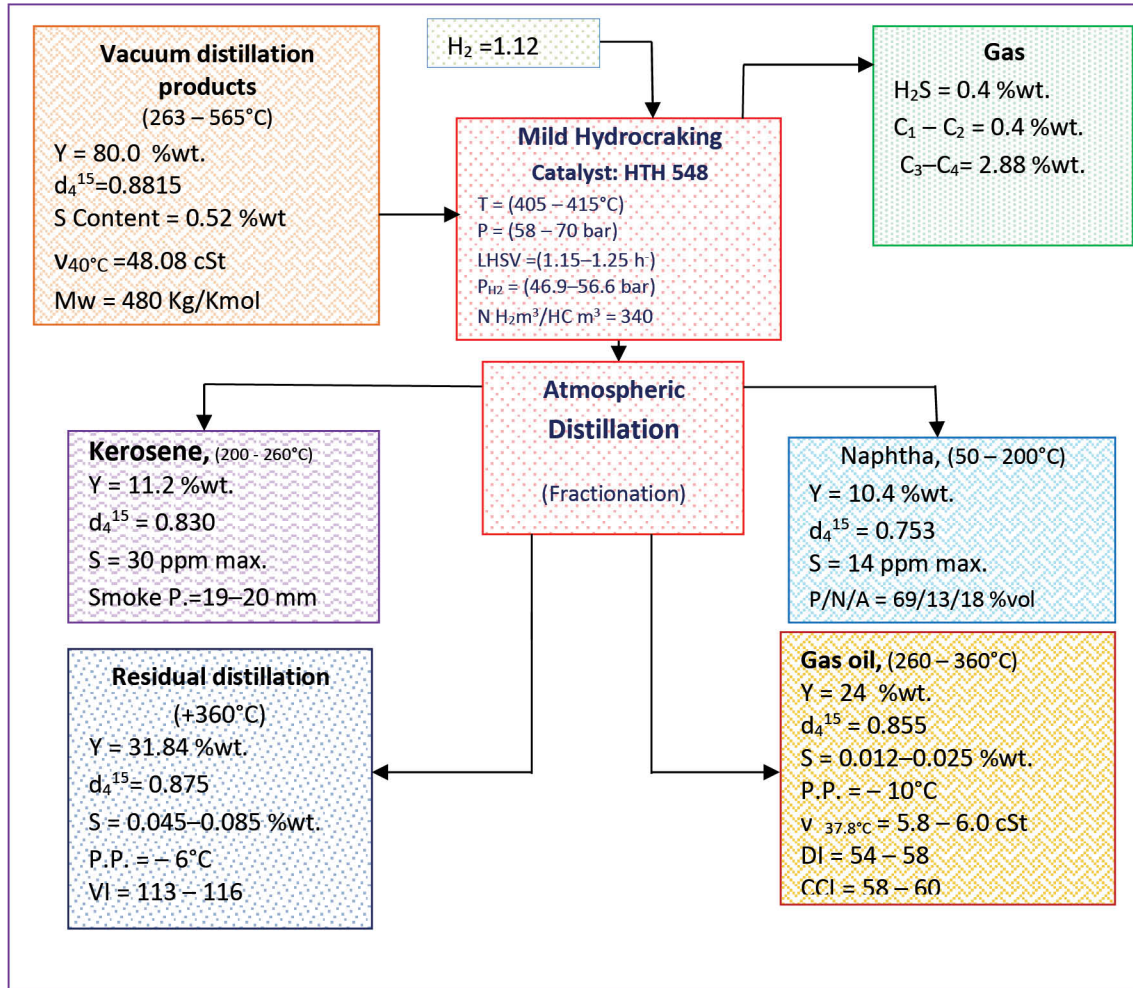 Vacuum distillation
products
(263 – 565°C)
Y = 80.0 %wt.
d₄¹⁵=0.8815
S Content = 0.52 %wt
ν₄₀°C =48.08 cSt
Mw = 480 Kg/Kmol
H₂ =1.12
Mild Hydrocraking
Catalyst: HTH 548
T = (405 – 415°C)
P = (58 – 70 bar)
LHSV =(1.15–1.25 h⁻)
P_H2 = (46.9–56.6 bar)
N H₂m³/HC m³ = 340
Gas
H₂S = 0.4 %wt.
C₁ – C₂ = 0.4 %wt.
C₃–C₄= 2.88 %wt.
Atmospheric
Distillation
(Fractionation)
Kerosene, (200 - 260°C)
Y = 11.2 %wt.
d₄¹⁵ = 0.830
S = 30 ppm max.
Smoke P.=19–20 mm
Naphtha, (50 – 200°C)
Y = 10.4 %wt.
d₄¹⁵ = 0.753
S = 14 ppm max.
P/N/A = 69/13/18 %vol
Residual distillation
(+360°C)
Y = 31.84 %wt.
d₄¹⁵= 0.875
S = 0.045–0.085 %wt.
P.P. = – 6°C
VI = 113 – 116
Gas oil, (260 – 360°C)
Y = 24 %wt.
d₄¹⁵ = 0.855
S = 0.012–0.025 %wt.
P.P. = – 10°C
ν ₃₇.₈°C = 5.8 – 6.0 cSt
DI = 54 – 58
CCI = 58 – 60